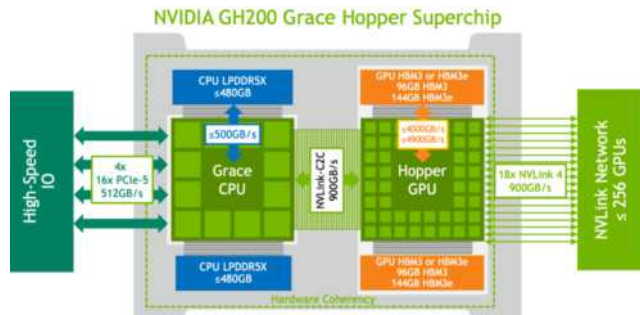 NVIDIA GH200 Grace Hopper Superchip
High-Speed
IO
4x
16x PCIe-5
512GB/s
CPU LPDDR5X
≤480GB
≤500GB/s
Grace
CPU
CPU LPDDR5X
≤480GB
NVLink-C2C
900GB/s
GPU HBM3 or HBM3e
96GB HBM3
144GB HBM3e
≤4000GB/s
≤4900GB/s
Hopper
GPU
GPU HBM3 or HBM3e
96GB HBM3
144GB HBM3e
18x NVLink 4
900GB/s
NVLink Network
≤ 256 GPUs
Hardware Coherency